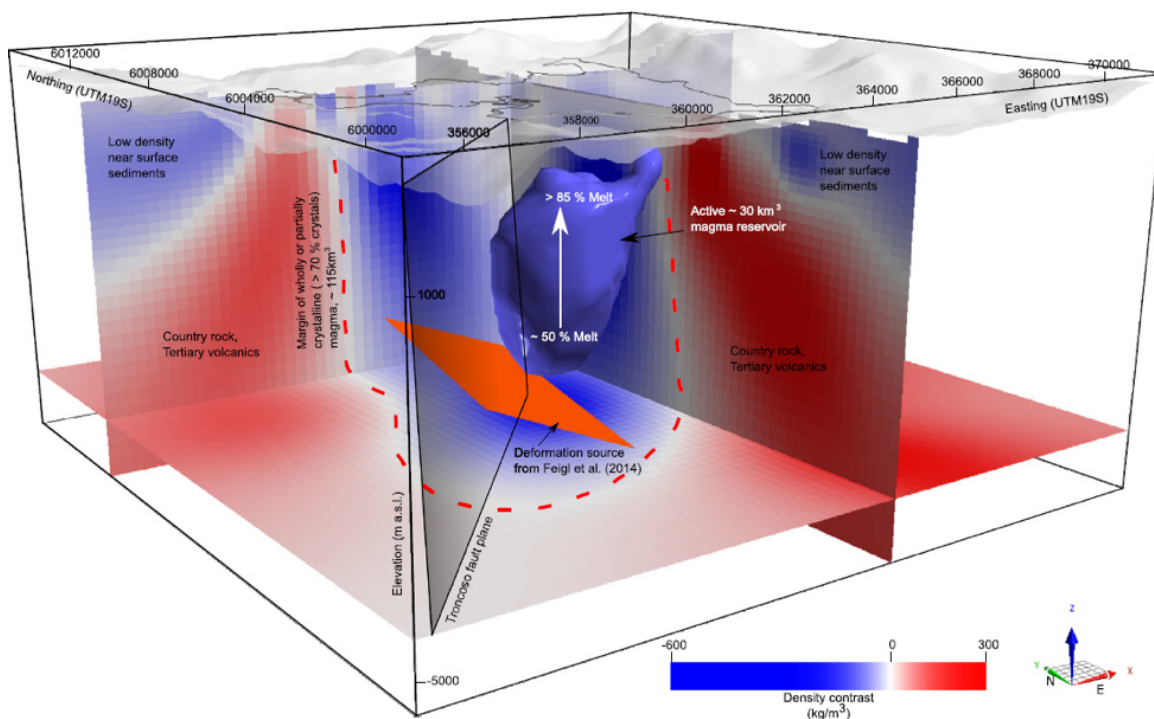 6012000
6008000
6004000
6000000
Northing (UTM19S)
356000
358000
360000
362000
364000
366000
368000
370000
Easting (UTM19S)
Low density
near surface
sediments
Low density
near surface
sediments
> 85 % Melt
~ 50 % Melt
Active ~ 30 km³
magma reservoir
Margin of wholly or partially
crystalline ( > 70 % crystals)
magma, ~ 115km³
1000
Country rock,
Tertiary volcanics
Country rock,
Tertiary volcanics
Deformation source
from Feigl et al. (2014)
Elevation (m a.s.l.)
Troncoso fault plane
-5000
-600
0
300
Density contrast
(kg/m³)
Z
Y
X
N
E